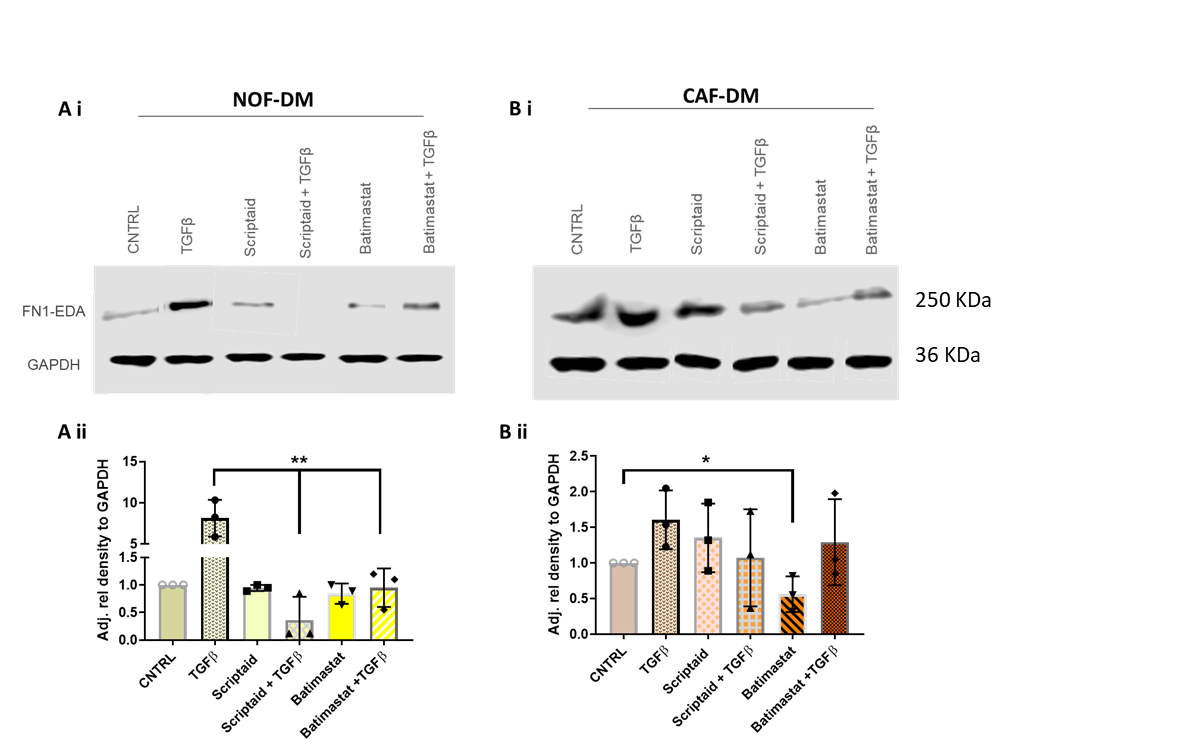 A i
NOF-DM
CNTRL
TGFβ
Scriptaid
Scriptaid + TGFβ
Batimastat
Batimastat + TGFβ
FN1-EDA
GAPDH
B i
CAF-DM
CNTRL
TGFβ
Scriptaid
Scriptaid + TGFβ
Batimastat
Batimastat + TGFβ
250 KDa
36 KDa
A ii
Adj. rel density to GAPDH
15
10
5
1.5
1.0
0.5
0.0
**
CNTRL
TGFβ
Scriptaid
Scriptaid + TGFβ
Batimastat
Batimastat +TGFβ
B ii
Adj. rel density to GAPDH
2.5
2.0
1.5
1.0
0.5
0.0
*
CNTRL
TGFβ
Scriptaid
Scriptaid + TGFβ
Batimastat
Batimastat +TGFβ